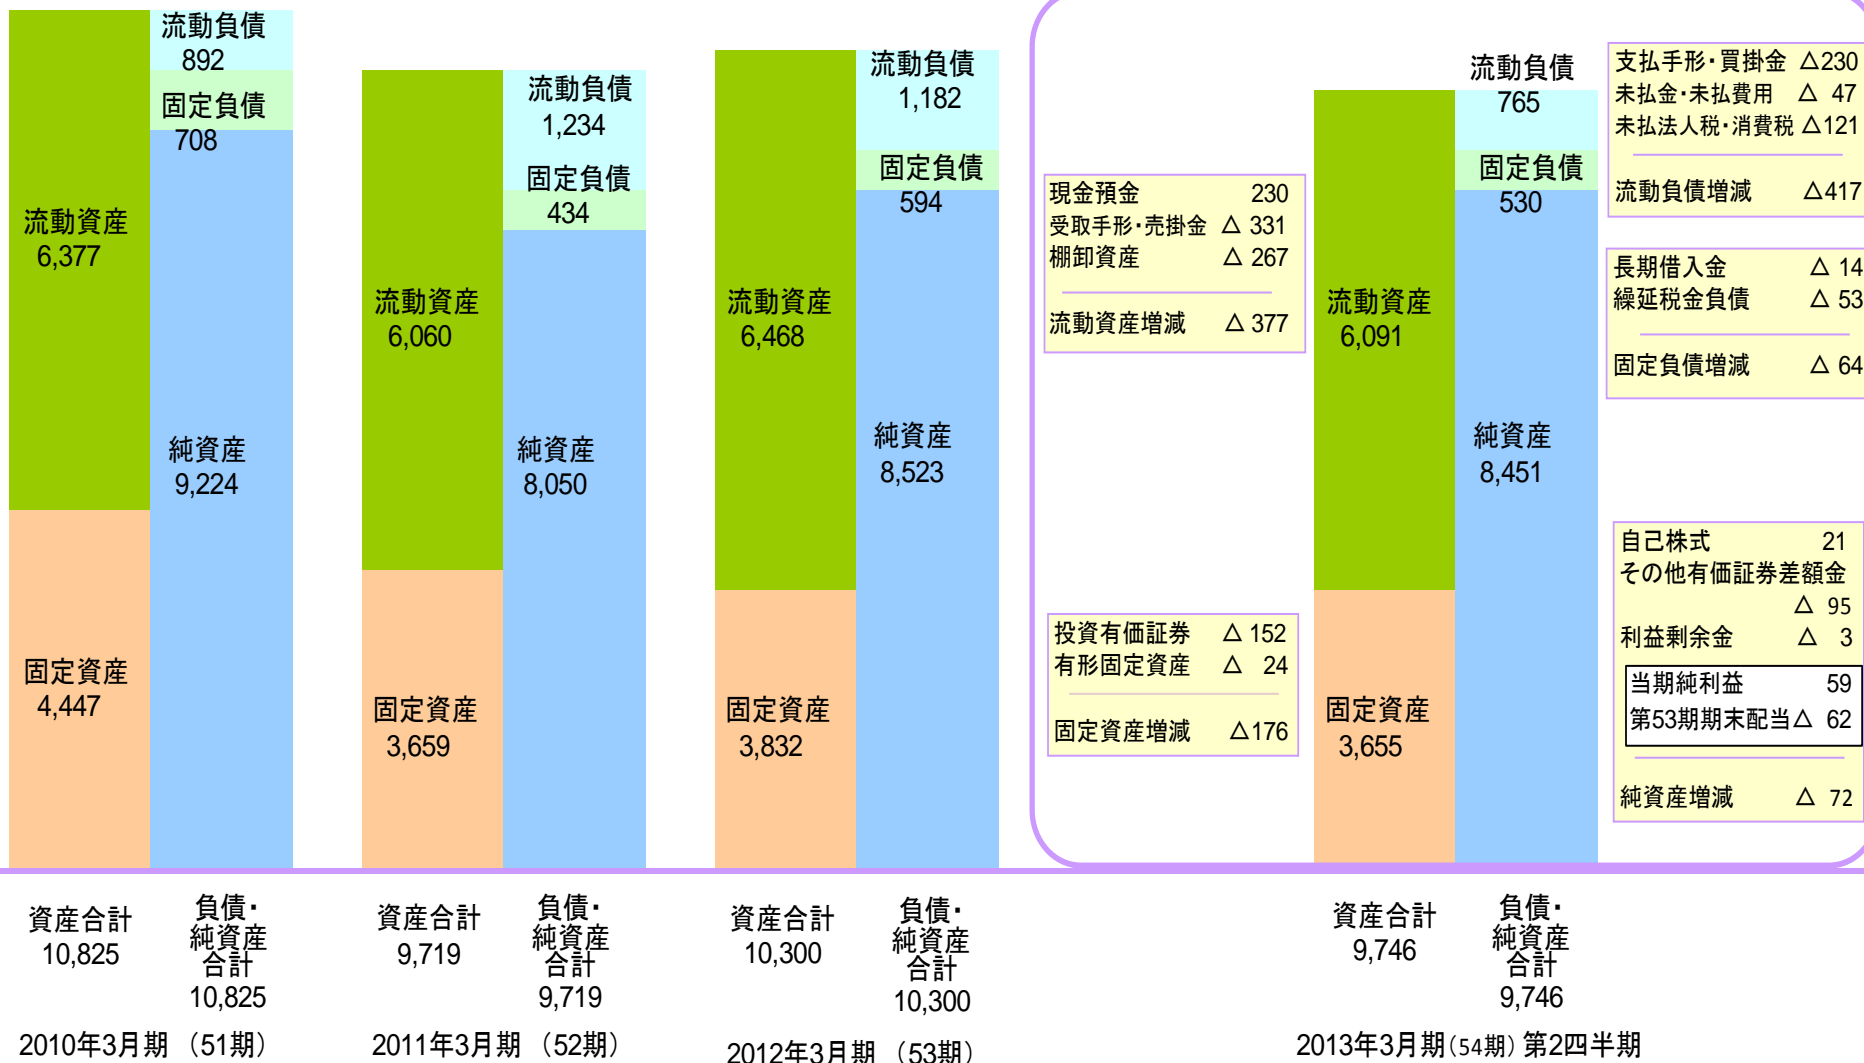 流動負債
892
固定負債
708
流動資産
6,377
純資産
9,224
固定資産
4,447
資産合計
10,825
負債・
純資産
合計
10,825
2010年3月期 （51期）
流動負債
1,234
固定負債
434
流動資産
6,060
純資産
8,050
固定資産
3,659
資産合計
9,719
負債・
純資産
合計
9,719
2011年3月期 （52期）
流動負債
1,182
固定負債
594
流動資産
6,468
純資産
8,523
固定資産
3,832
資産合計
10,300
負債・
純資産
合計
10,300
2012年3月期 （53期）
現金預金 230
受取手形・売掛金 △ 331
棚卸資産 △ 267
流動資産増減 △ 377
投資有価証券 △ 152
有形固定資産 △ 24
固定資産増減 △176
流動負債
765
固定負債
530
流動資産
6,091
純資産
8,451
固定資産
3,655
資産合計
9,746
負債・
純資産
合計
9,746
2013年3月期（54期）第2四半期
支払手形・買掛金 △230
未払金・未払費用 △ 47
未払法人税・消費税 △121
流動負債増減 △417
長期借入金 △ 14
繰延税金負債 △ 53
固定負債増減 △ 64
自己株式 21
その他有価証券差額金
△ 95
利益剰余金 △ 3
当期純利益 59
第53期期末配当△ 62
純資産増減 △ 72